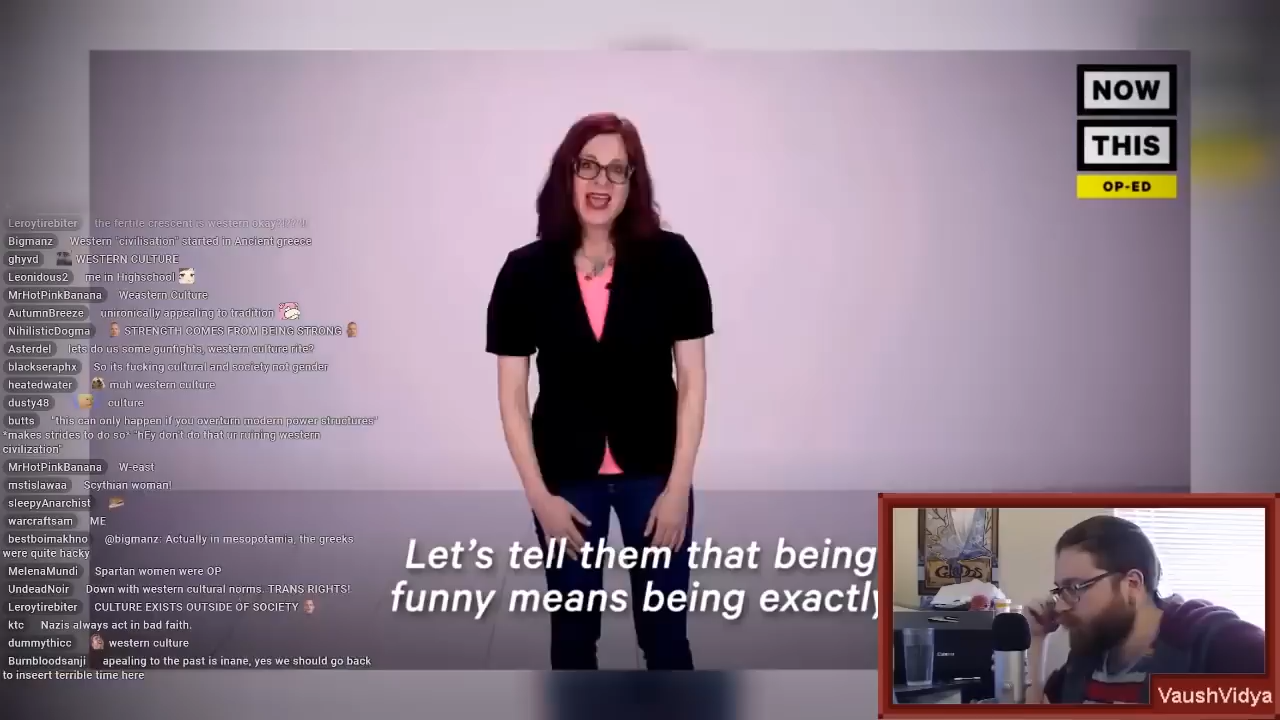 NOW
THIS
OP-ED
Leroytirebiter the fertile crescent is western okay?!??!!
Bigmanz Western "civilisation" started in Ancient greece
ghyvd WESTERN CULTURE
Leonidous2 me in Highschool
MrHotPinkBanana Weastern Culture
AutumnBreeze unironically appealing to tradition
NihilisticDogma STRENGTH COMES FROM BEING STRONG
Asterdel lets do us some gunfights, western culture rite?
blackseraphx So its fucking cultural and society not gender
heatedwater muh western culture
dusty48 culture
butts "this can only happen if you overturn modern power structures"
*makes strides to do so* "hEy don't do that ur ruining western
civilization"
MrHotPinkBanana W-east
mstislawaa Scythian woman!
sleepyAnarchist
warcraftsam ME
bestboimakhno @bigmanz: Actually in mesopotamia, the greeks
were quite hacky
MelenaMundi Spartan women were OP
UndeadNoir Down with western cultural norms. TRANS RIGHTS!
Leroytirebiter CULTURE EXISTS OUTSIDE OF SOCIETY
ktc Nazis always act in bad faith.
dummythicc western culture
Burnbloodsanji apealing to the past is inane, yes we should go back
to inseert terrible time here
Let's tell them that being
funny means being exactly
VaushVidya